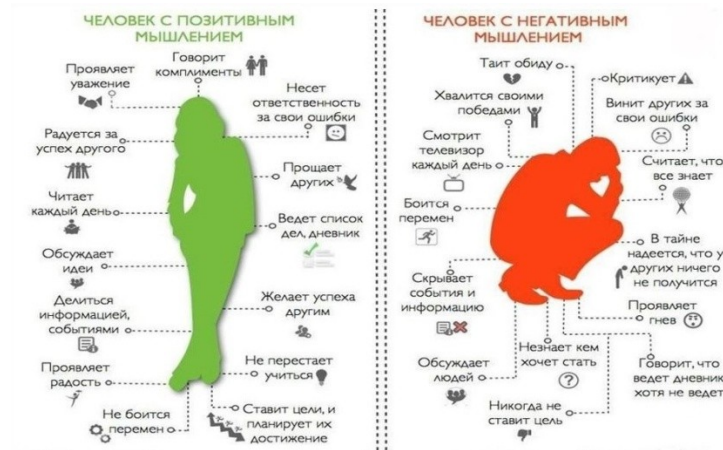 ЧЕЛОВЕК С ПОЗИТИВНЫМ
МЫШЛЕНИЕМ
Говорит
комплименты
Проявляет
уважение
Несет
ответственность
за свои ошибки
Радуется за
успех другого
Прощает
других
Читает
каждый день
Ведет список
дел, дневник
Обсуждает
идеи
Делиться
информацией,
событиями
Желает успеха
другим
Проявляет
радость
Не перестает
учиться
Не боится
перемен
Ставит цели, и
планирует их
достижение
ЧЕЛОВЕК С НЕГАТИВНЫМ
МЫШЛЕНИЕМ
Таит обиду
Критикует
Хвалится своими
победами
Винит других за
свои ошибки
Смотрит
телевизор
каждый день
Считает, что
все знает
Боится
перемен
В тайне
надеется, что у
других ничего
не получится
Скрывает
события и
информацию
Проявляет
гнев
Обсуждает
людей
Незнает кем
хочет стать
Говорит, что
ведет дневник
хотя не ведет
Никогда не
ставит цель